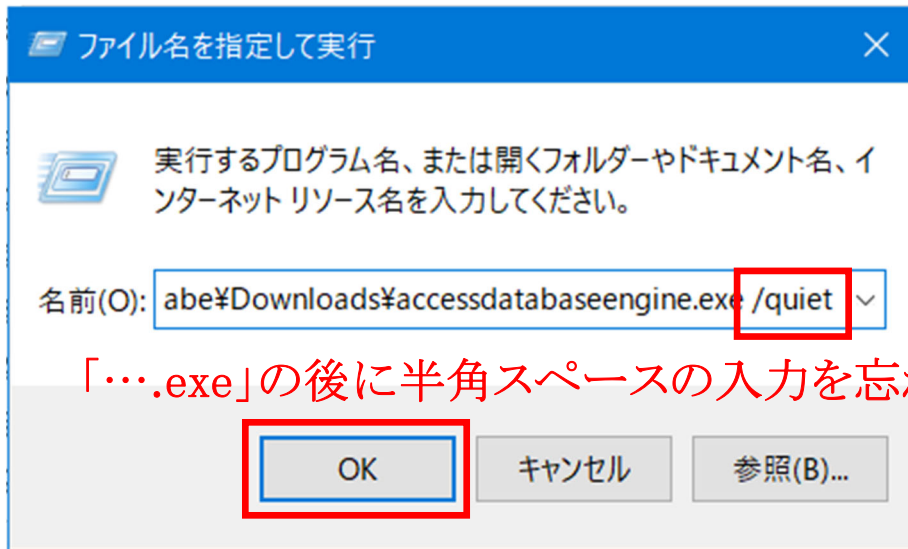 ファイル名を指定して実行
実行するプログラム名、または開くフォルダーやドキュメント名、イ
ンターネット リソース名を入力してください。
名前(O): abe¥Downloads¥accessdatabaseengine.exe /quiet
「….exe」の後に半角スペースの入力を忘
OK キャンセル 参照(B)...